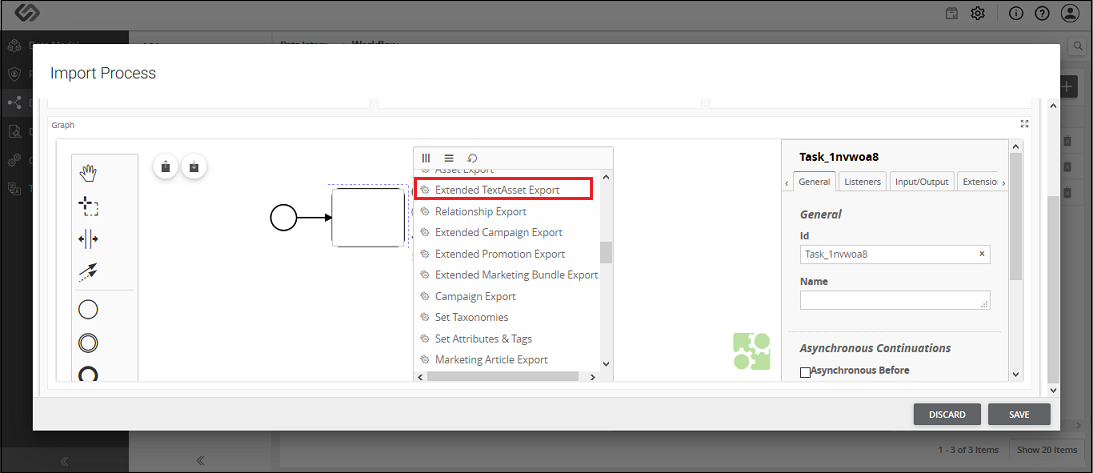 Import Process
Graph
Asset Export
Extended TextAsset Export
Relationship Export
Extended Campaign Export
Extended Promotion Export
Extended Marketing Bundle Export
Campaign Export
Set Taxonomies
Set Attributes & Tags
Marketing Article Export
Task_1nvwoa8
General
Listeners
Input/Output
Extension
General
Id
Task_1nvwoa8
Name
Asynchronous Continuations
Asynchronous Before
DISCARD
SAVE
1 - 3 of 3 Items
Show 20 Items